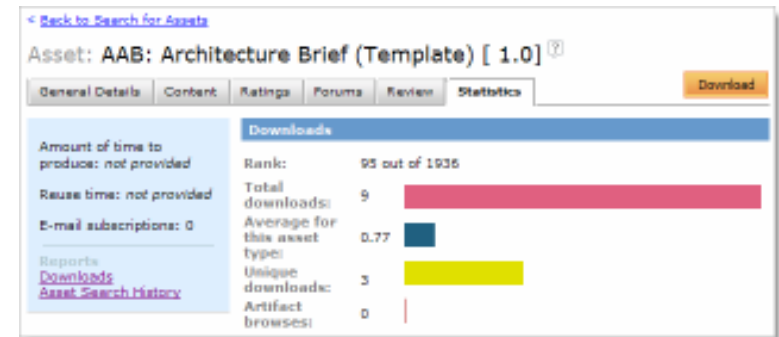 < Back to Search for Assets
Asset: AAB: Architecture Brief (Template) [ 1.0] [?]
General Details Content Ratings Forums Review Statistics Download
Amount of time to
produce: not provided
Reuse time: not provided
E-mail subscriptions: 0
Reports
Downloads
Asset Search History
Downloads
Rank: 95 out of 1936
Total
downloads: 9
Average for
this asset 0.77
type:
Unique
downloads: 3
Artifact
browses: 0